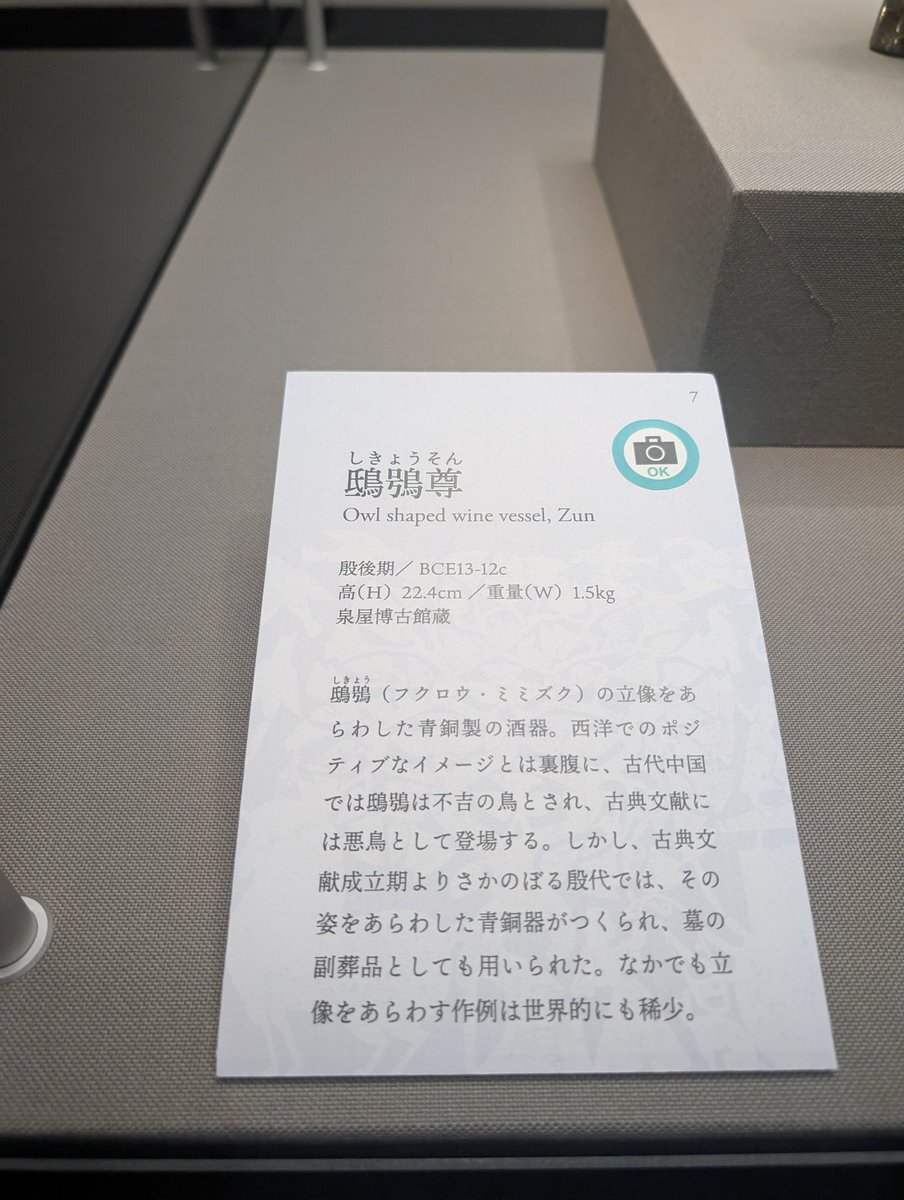 7
OK
しきょうそん
鴟鴞尊
Owl shaped wine vessel, Zun
殷後期／ BCE13-12c
高(H) 22.4cm ／重量(W) 1.5kg
泉屋博古館蔵
しきょう
鴟鴞（フクロウ・ミミズク）の立像をあ
らわした青銅製の酒器。西洋でのポジ
ティブなイメージとは裏腹に、古代中国
では鴟鴞は不吉の鳥とされ、古典文献に
は悪鳥として登場する。しかし、古典文
献成立期よりさかのぼる殷代では、その
姿をあらわした青銅器がつくられ、墓の
副葬品としても用いられた。なかでも立
像をあらわす作例は世界的にも稀少。